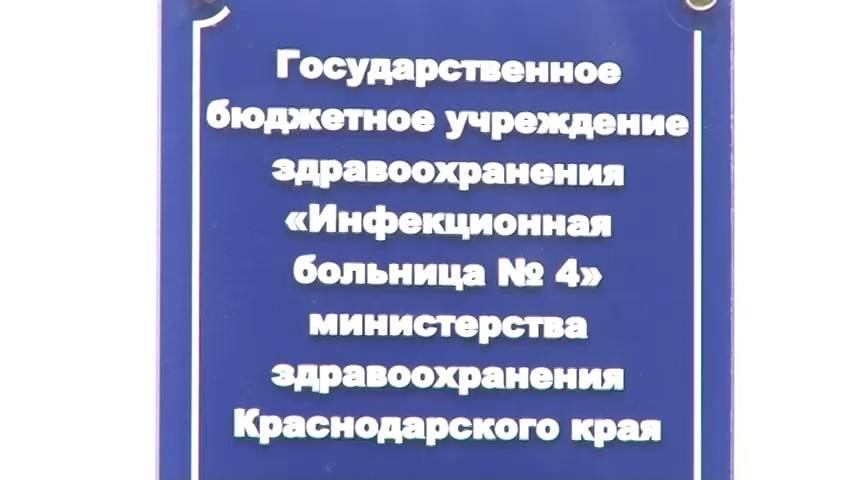 Государственное
бюджетное учреждение
здравоохранения
«Инфекционная
больница № 4»
министерства
здравоохранения
Краснодарского края